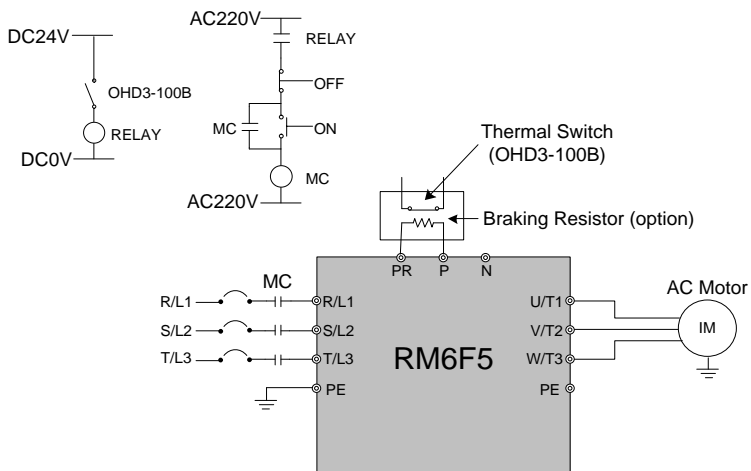 DC24V
OHD3-100B
RELAY
DC0V
AC220V
RELAY
OFF
MC
ON
MC
AC220V
Thermal Switch
(OHD3-100B)
Braking Resistor (option)
PR
P
N
MC
R/L1
R/L1
S/L2
S/L2
T/L3
T/L3
PE
RM6F5
U/T1
V/T2
W/T3
PE
AC Motor
IM